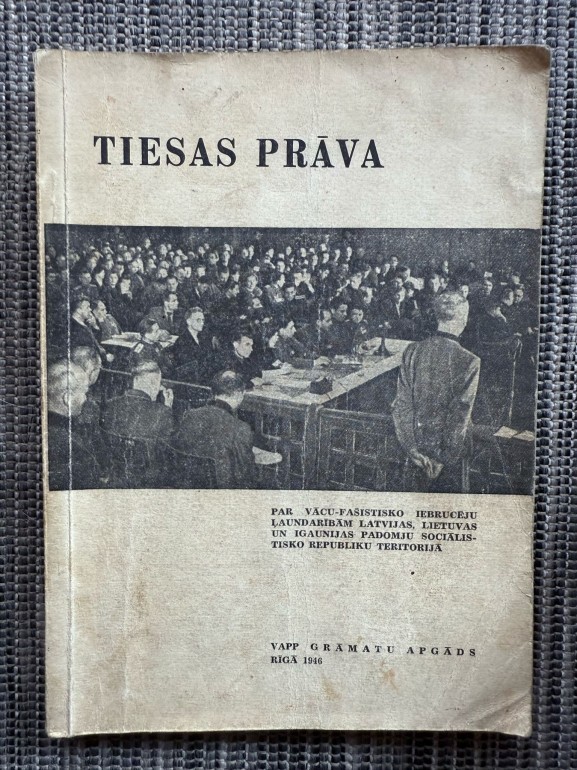 TIESAS PRĀVA
PAR VĀCU-FAŠISTISKO IEBRUCĒJU
ĻAUNDARĪBĀM LATVIJAS, LIETUVAS
UN IGAUNIJAS PADOMJU SOCIĀLIS-
TISKO REPUBLIKU TERITORIJĀ
VAPP GRĀMATU APGĀDS
RĪGĀ 1946